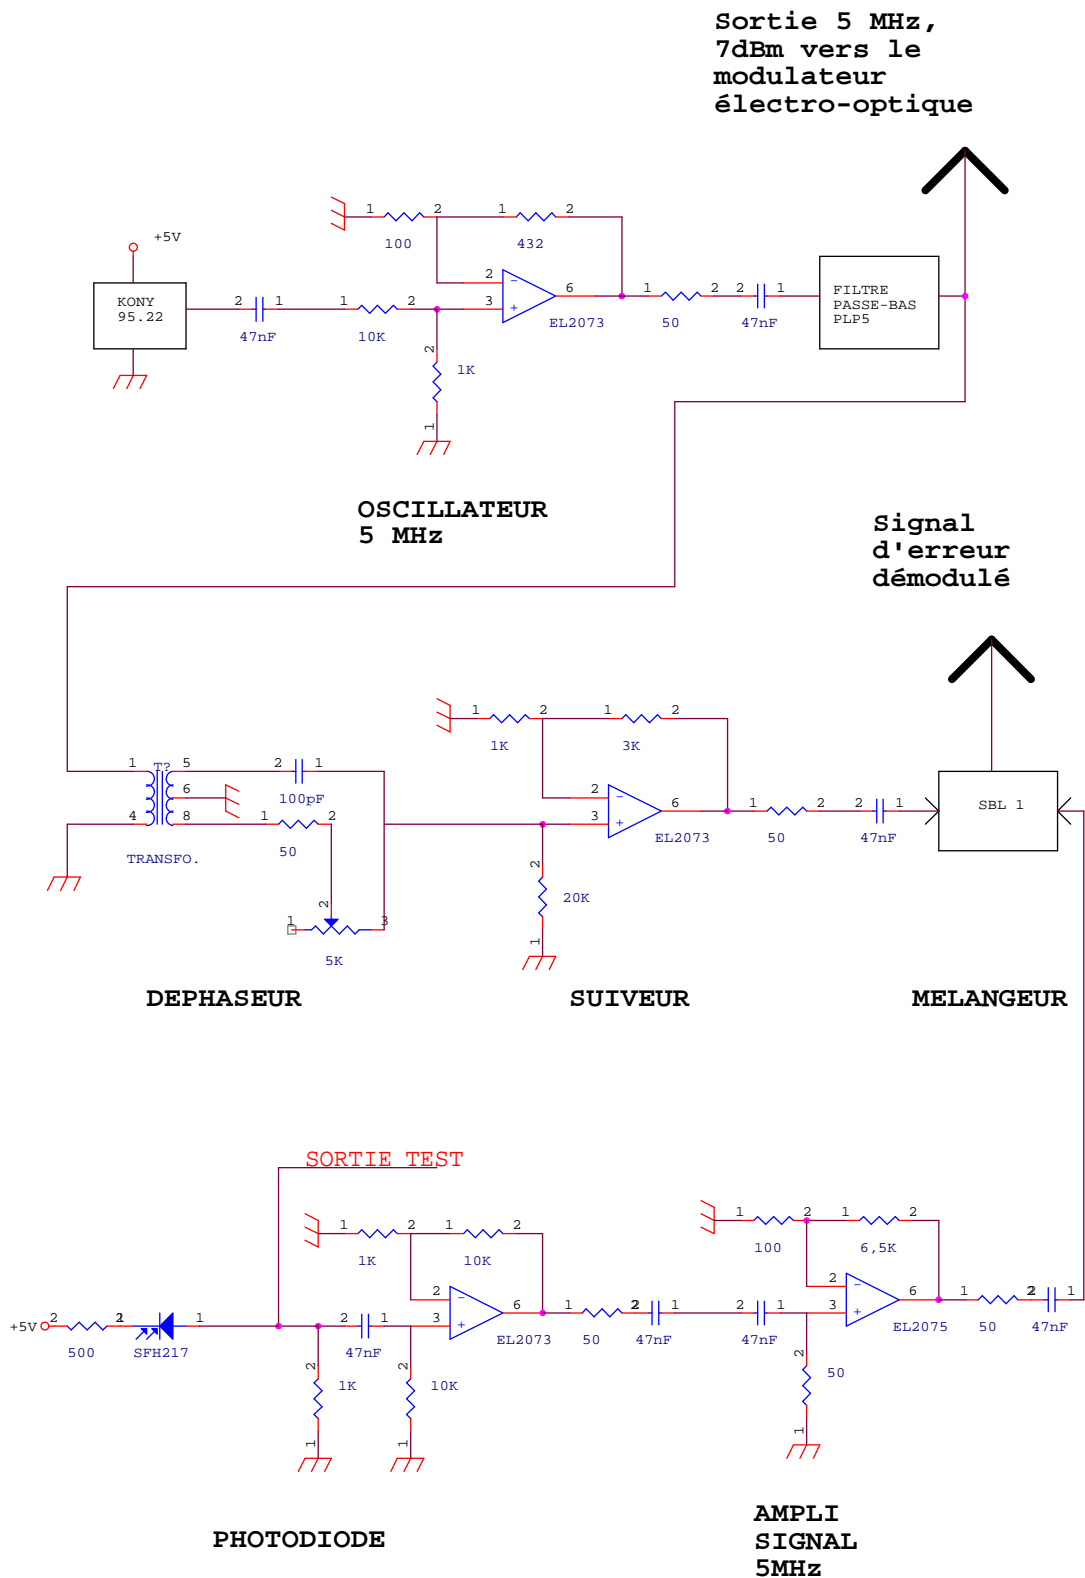 Sortie 5 MHz,
7dBm vers le
modulateur
électro-optique
1 2 1 2
100 432
+5V
KONY
95.22
2 1 1 2 2 3 6 1 2 2 1
47nF 10K EL2073 50 47nF
FILTRE
PASSE-BAS
PLP5
2
1K
1
OSCILLATEUR
5 MHz
Signal
d'erreur
démodulé
1 2 1 2
1K 3K
1 T? 5 2 1
6
100pF
4 8 1 2
50
TRANSFO.
2 3 6 1 2 2 1
EL2073 50 47nF
SBL 1
2
20K
1
1 2 3
5K
DEPHASEUR SUIVEUR MELANGEUR
SORTIE TEST
1 2 1 2
1K 10K
1 2 1 2
100 6,5K
+5V 2 1 2 1 2 1 2 3 6 1 2 2 1 2 1 2 3 6 1 2 2 1
500 SFH217 47nF EL2073 50 47nF 47nF EL2075 50 47nF
2 1K 1
2 10K 1
2 50 1
PHOTODIODE
AMPLI
SIGNAL
5MHz